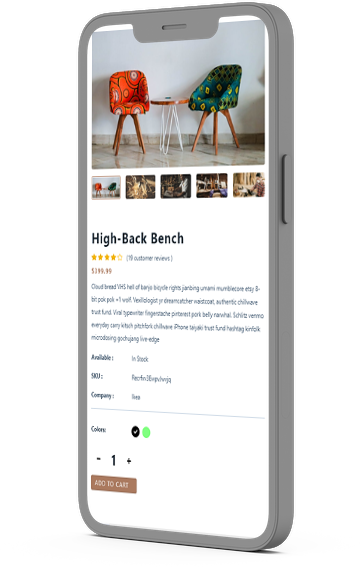 High-Back Bench
(19 customer reviews )
$399.99
Cloud bread VHS hell of banjo bicycle rights jianbing umami mumblecore etsy 8-
bit pok pok +1 wolf. Vexillologist yr dreamcatcher waistcoat, authentic chillwave
trust fund. Viral typewriter fingerstache pinterest pork belly narwhal. Schlitz venmo
everyday carry kitsch pitchfork chillwave iPhone taiyaki trust fund hashtag kinfolk
microdosing gochujang live-edge
Available : In Stock
SKU :
Company : Ikea
Colors:
- 1 +
ADD TO CART